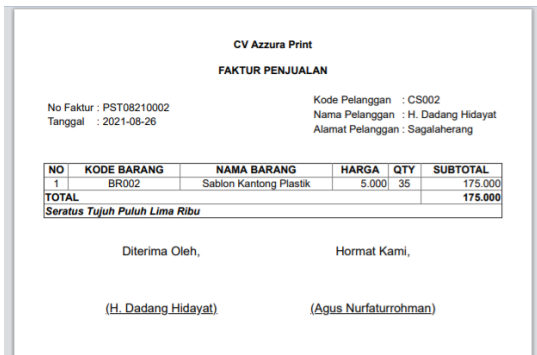 CV Azzura Print
FAKTUR PENJUALAN
No Faktur : PST08210002
Tanggal : 2021-08-26
Kode Pelanggan : CS002
Nama Pelanggan : H. Dadang Hidayat
Alamat Pelanggan : Sagalaherang
NO KODE BARANG NAMA BARANG HARGA QTY SUBTOTAL
1 BR002 Sablon Kantong Plastik 5.000 35 175.000
TOTAL 175.000
Seratus Tujuh Puluh Lima Ribu
Diterima Oleh, Hormat Kami,
(H. Dadang Hidayat) (Agus Nurfaturrohman)